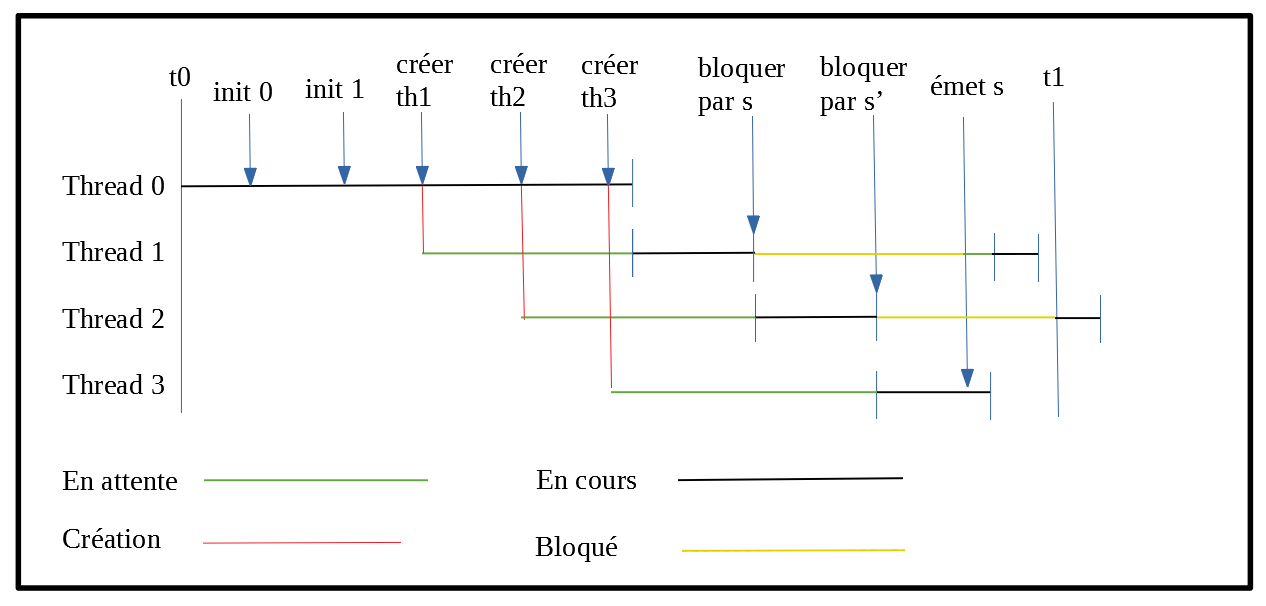 t0
init 0
init 1
créer
th1
créer
th2
créer
th3
bloquer
par s
bloquer
par s’
émet s
t1
Thread 0
Thread 1
Thread 2
Thread 3
En attente
En cours
Création
Bloqué